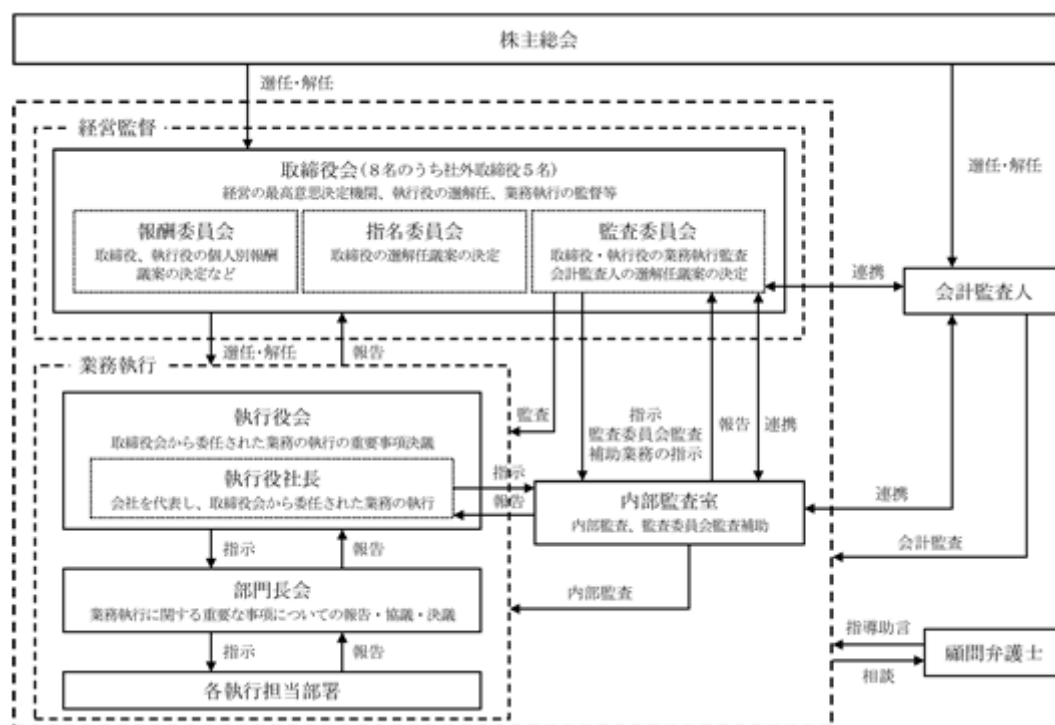 株主総会
選任・解任
経営監督
取締役会(8名のうち社外取締役5名)
経営の最高意思決定機関、執行役の選解任、業務執行の監督等
選任・解任
報酬委員会
取締役、執行役の個人別報酬
議案の決定など
指名委員会
取締役の選解任議案の決定
監査委員会
取締役・執行役の業務執行監査
会計監査人の選解任議案の決定
連携
会計監査人
選任・解任
報告
業務執行
執行役会
取締役会から委任された業務の執行の重要事項決議
執行役社長
会社を代表し、取締役会から委任された業務の執行
監査
指示
監査委員会監査
補助業務の指示
報告
連携
指示
報告
内部監査室
内部監査、監査委員会監査補助
連携
会計監査
指示
報告
部門長会
業務執行に関する重要な事項についての報告・協議・決議
内部監査
指示
報告
各執行担当部署
指導助言
相談
顧問弁護士